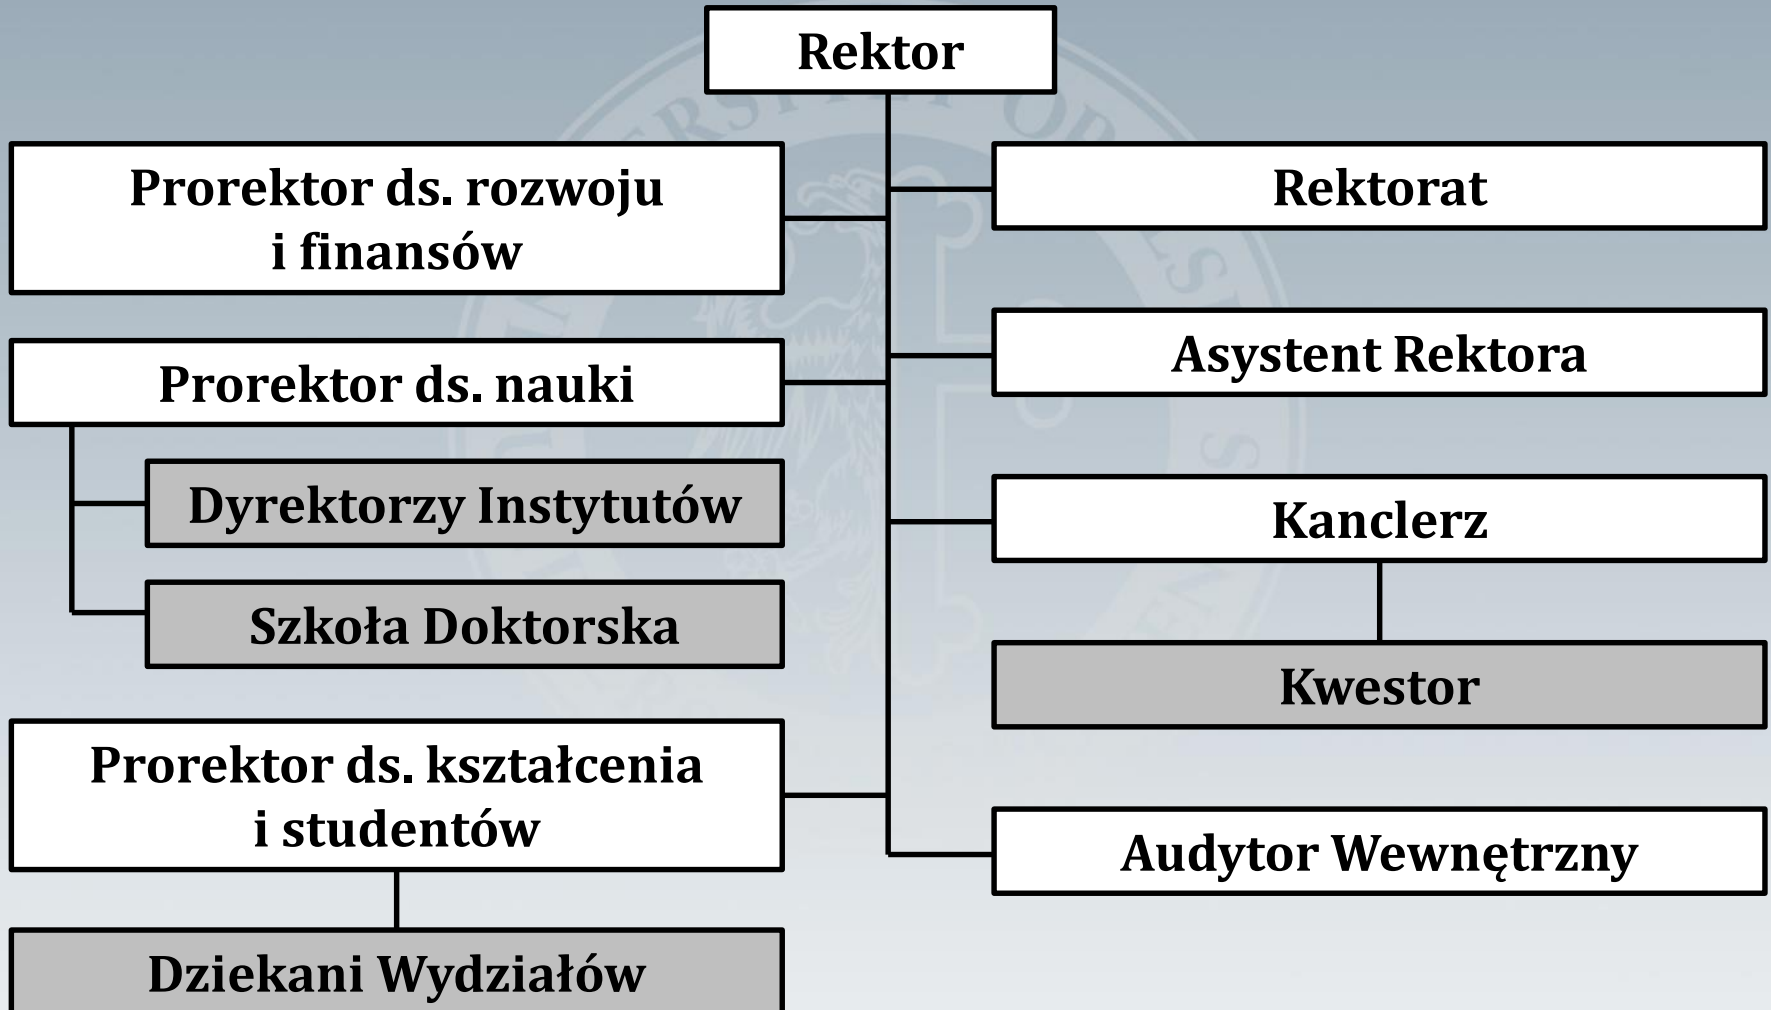 Rektor
Prorektor ds. rozwoju
i finansów
Prorektor ds. nauki
Dyrektorzy Instytutów
Szkoła Doktorska
Prorektor ds. kształcenia
i studentów
Dziekani Wydziałów
Rektorat
Asystent Rektora
Kanclerz
Kwestor
Audytor Wewnętrzny